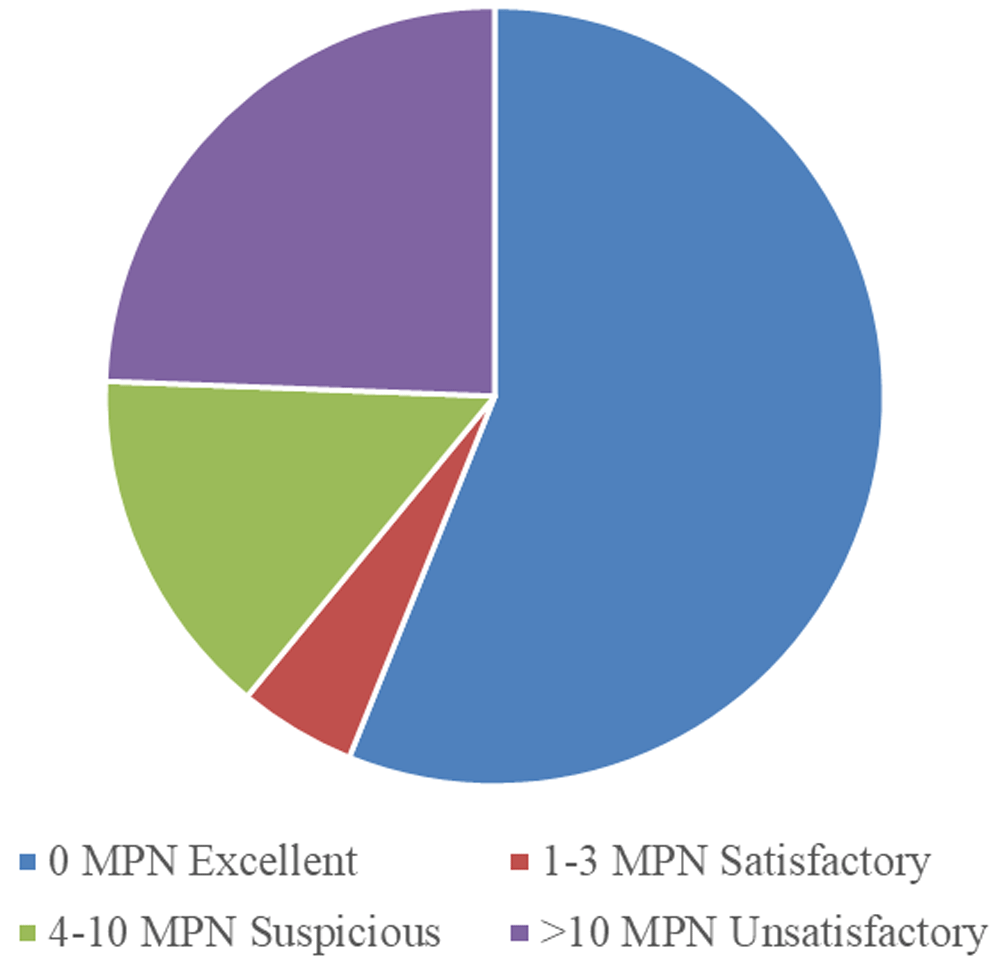 0 MPN Excellent
1-3 MPN Satisfactory
4-10 MPN Suspicious
>10 MPN Unsatisfactory